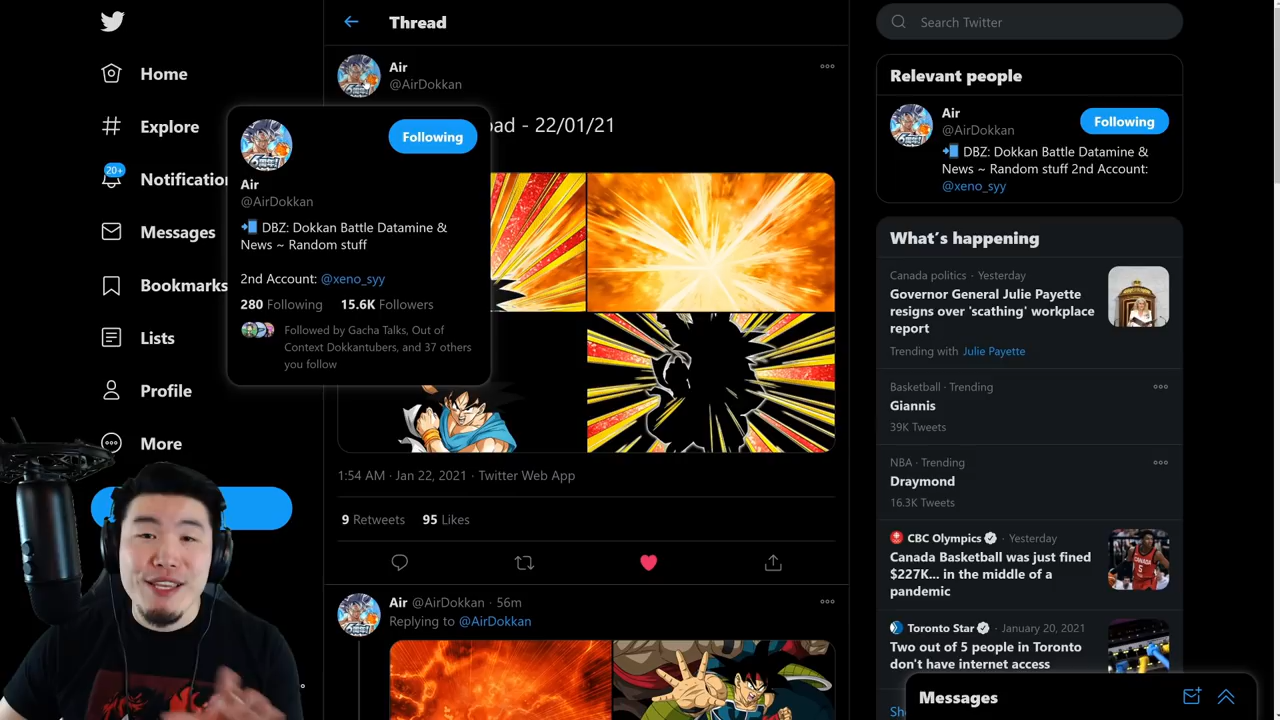 Home
Explore
20+
Notification
Messages
Bookmarks
Lists
Profile
More
Thread
Air
@AirDokkan
oad - 22/01/21
Following
Air
@AirDokkan
DBZ: Dokkan Battle Datamine &
News ~ Random stuff
2nd Account: @xeno_syy
280 Following 15.6K Followers
Followed by Gacha Talks, Out of
Context Dokkantubers, and 37 others
you follow
1:54 AM · Jan 22, 2021 · Twitter Web App
9 Retweets 95 Likes
Air @AirDokkan · 56m
Replying to @AirDokkan
Search Twitter
Relevant people
Air
@AirDokkan
Following
DBZ: Dokkan Battle Datamine &
News ~ Random stuff 2nd Account:
@xeno_syy
What's happening
Canada politics · Yesterday
Governor General Julie Payette
resigns over 'scathing' workplace
report
Trending with Julie Payette
Basketball · Trending
Giannis
39K Tweets
NBA · Trending
Draymond
16.3K Tweets
CBC Olympics · Yesterday
Canada Basketball was just fined
$227K... in the middle of a
pandemic
Toronto Star · January 20, 2021
Two out of 5 people in Toronto
don't have internet access
Sho
Messages